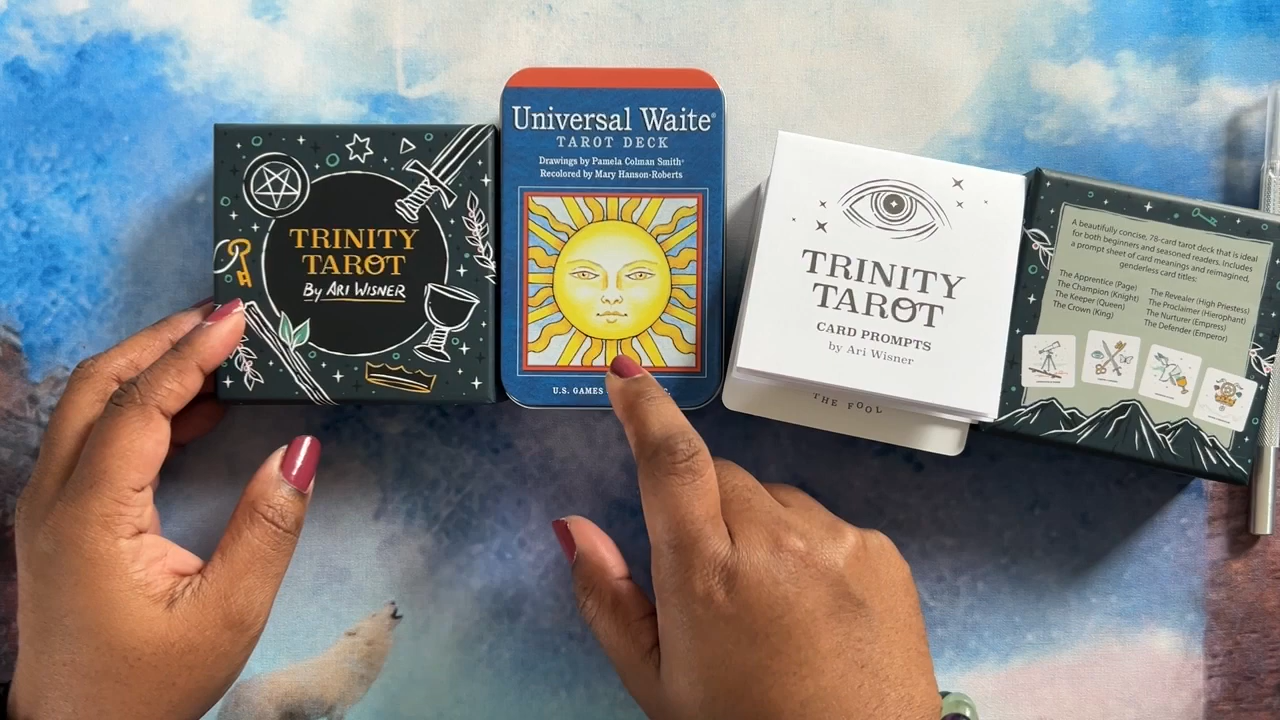 TRINITY
TAROT
By ARI WISNER
Universal Waite®
TAROT DECK
Drawings by Pamela Colman Smith
Recolored by Mary Hanson-Roberts
U.S. GAMES
TRINITY
TAROT
CARD PROMPTS
by Ari Wisner
THE FOOL
A beautifully concise, 78-card tarot deck that is ideal
for both beginners and seasoned readers. Includes
a prompt sheet of card meanings and reimagined,
genderless card titles:
The Apprentice (Page)
The Champion (Knight)
The Keeper (Queen)
The Crown (King)
The Revealer (High Priestess)
The Proclaimer (Hierophant)
The Nurturer (Empress)
The Defender (Emperor)